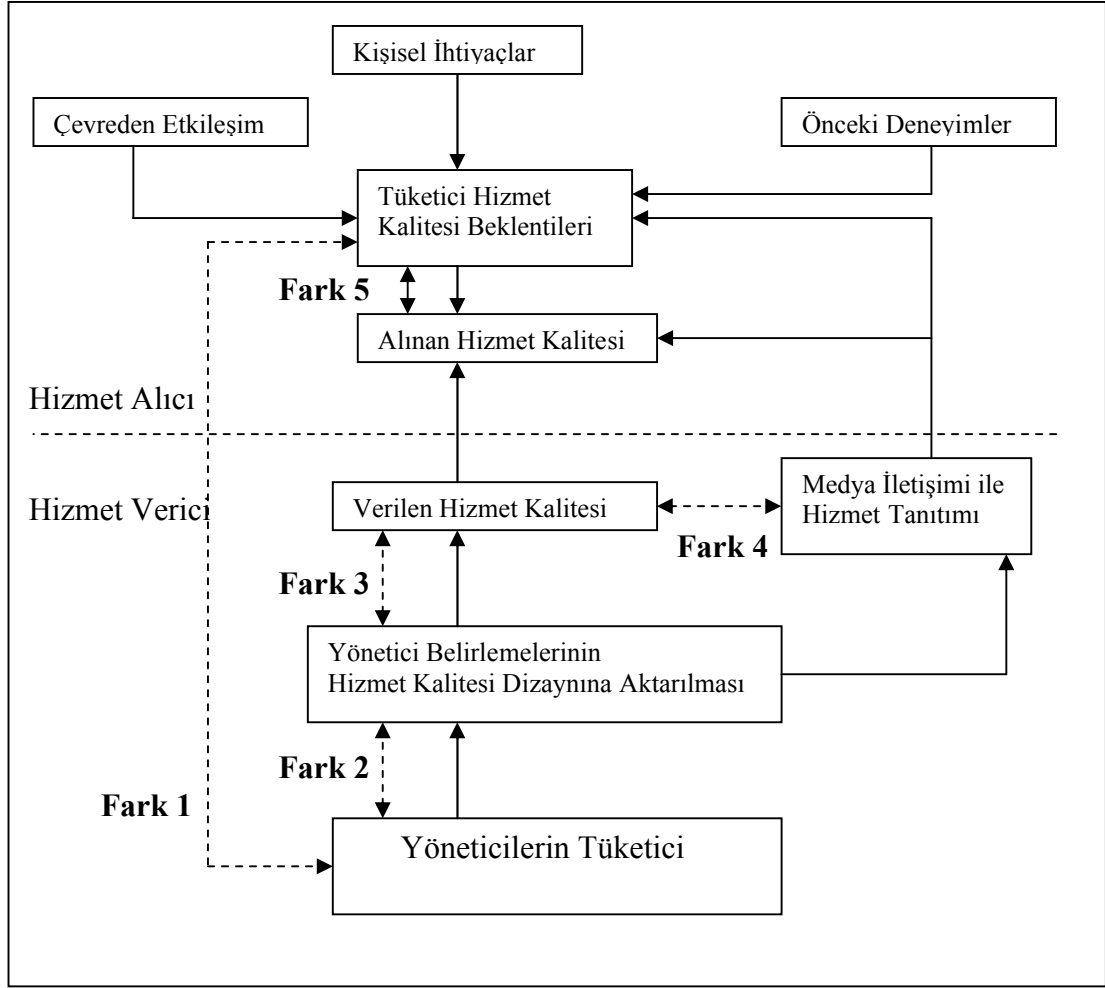 Kişisel İhtiyaçlar
Çevreden Etkileşim
Önceki Deneyimler
Tüketici Hizmet
Kalitesi Beklentileri
Fark 5
Alınan Hizmet Kalitesi
Hizmet Alıcı
Hizmet Verici
Verilen Hizmet Kalitesi
Medya İletişimi ile
Hizmet Tanıtımı
Fark 4
Fark 3
Yönetici Belirlemelerinin
Hizmet Kalitesi Dizaynına Aktarılması
Fark 2
Fark 1
Yöneticilerin Tüketici